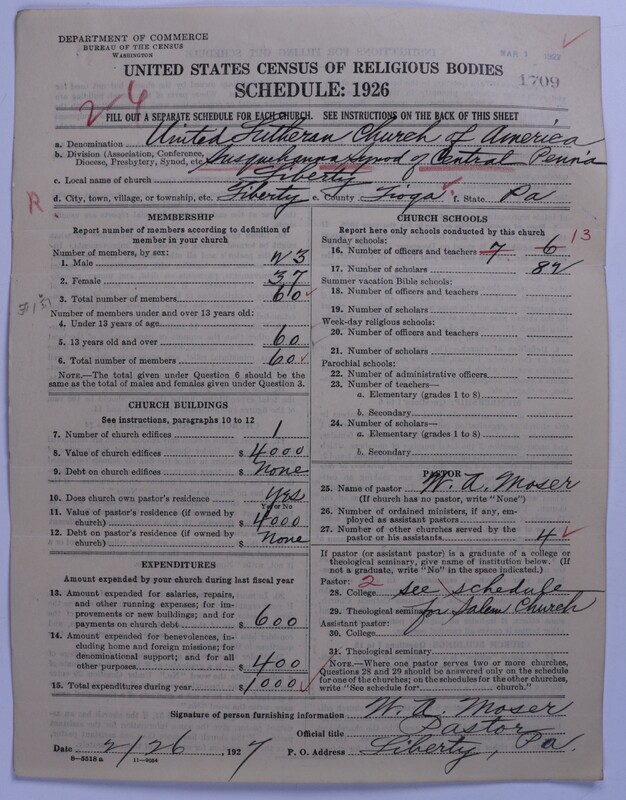 DEPARTMENT OF COMMERCE
BUREAU OF THE CENSUS
WASHINGTON
UNITED STATES CENSUS OF RELIGIOUS BODIES
SCHEDULE: 1926
1709
FILL OUT A SEPARATE SCHEDULE FOR EACH CHURCH. SEE INSTRUCTIONS ON THE BACK OF THIS SHEET
a. Denomination United Lutheran Church of America
b. Division (Association, Conference, Diocese, Presbytery, Synod, etc. Susquehanna Synod of Central Penn'a
c. Local name of church Liberty
d. City, town, village, or township, etc. Liberty e. County Tioga f. State Pa
R.
MEMBERSHIP
Report number of members according to definition of
member in your church
Number of members, by sex:
1. Male 23
2. Female 37
3. Total number of members 60
Number of members under and over 13 years old:
4. Under 13 years of age
5. 13 years old and over 60
6. Total number of members 60
NOTE.—The total given under Question 6 should be
same as the total of males and females given under Question 3.
CHURCH BUILDINGS
See instructions, paragraphs 10 to 12
7. Number of church edifices 1
8. Value of church edifices $ 4000
9. Debt on church edifices $ None
10. Does church own pastor's residence Yes
Yes or No
11. Value of pastor's residence (if owned by
church) $ 4000
12. Debt on pastor's residence (if owned by
church) $ None
EXPENDITURES
Amount expended by your church during last fiscal year
13. Amount expended for salaries, repairs,
and other running expenses; for im-
provements or new buildings; and for
payments on church debt $ 600
14. Amount expended for benevolences, in-
cluding home and foreign missions; for
denominational support; and for all
other purposes $ 400
15. Total expenditures during year $ 1000
CHURCH SCHOOLS
Report here only schools conducted by this church
Sunday schools:
16. Number of officers and teachers 7 6 13
17. Number of scholars 82
Summer vacation Bible schools:
18. Number of officers and teachers
19. Number of scholars
Week-day religious schools:
20. Number of officers and teachers
21. Number of scholars
Parochial schools:
22. Number of administrative officers
23. Number of teachers—
a. Elementary (grades 1 to 8)
b. Secondary
24. Number of scholars—
a. Elementary (grades 1 to 8)
b. Secondary
PASTOR
25. Name of pastor W. A. Moser
(If church has no pastor, write "None")
26. Number of ordained ministers, if any, em-
ployed as assistant pastors
27. Number of other churches served by the
pastor or his assistants 4
If pastor (or assistant pastor) is a graduate of a college or
theological seminary, give name of institution below. (If
not a graduate, write "No" in the space indicated.)
Pastor: 2
28. College see schedule
29. Theological seminary for Salem Church
Assistant pastor:
30. College
31. Theological seminary
NOTE.—Where one pastor serves two or more churches,
Questions 28 and 29 should be answered only on the schedule
for one of the churches; on the schedules for the other churches,
write "See schedule for church."
Signature of person furnishing information W. A. Moser
Official title Pastor
Date 2/26 1927 P. O. Address Liberty, Pa.
8—5518 a 11—9034